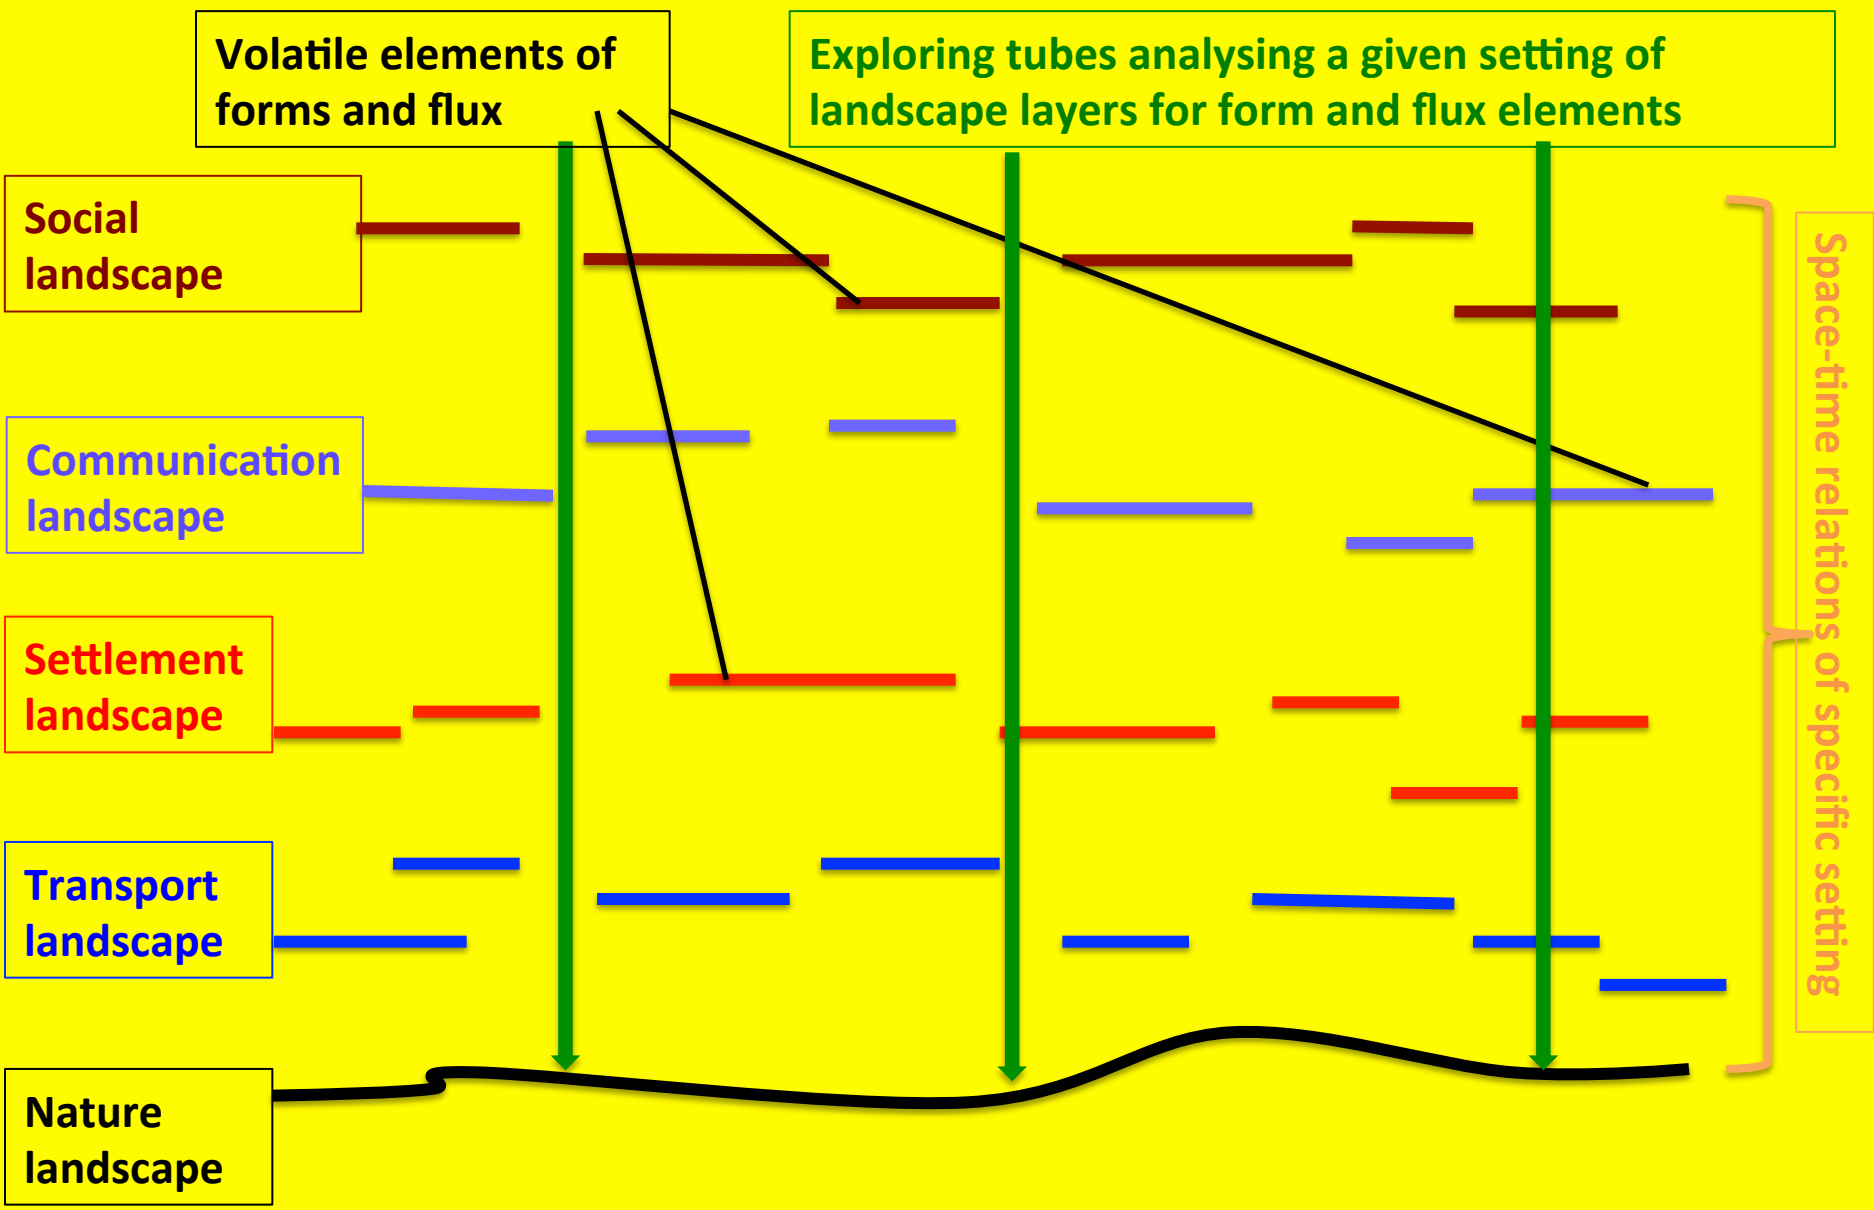 Volatile elements of
forms and flux
Exploring tubes analysing a given setting of
landscape layers for form and flux elements
Social
landscape
Communication
landscape
Settlement
landscape
Transport
landscape
Nature
landscape
Space-time relations of specific setting